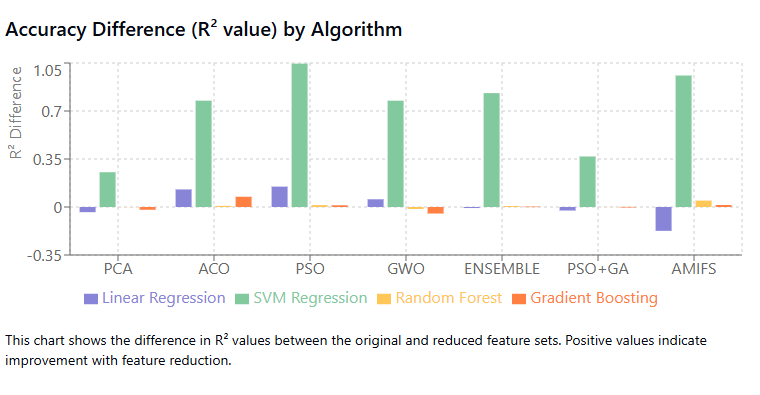 Accuracy Difference (R² value) by Algorithm
R² Difference
1.05
0.7
0.35
0
-0.35
PCA ACO PSO GWO ENSEMBLE PSO+GA AMIFS
Linear Regression SVM Regression Random Forest Gradient Boosting
This chart shows the difference in R² values between the original and reduced feature sets. Positive values indicate
improvement with feature reduction.